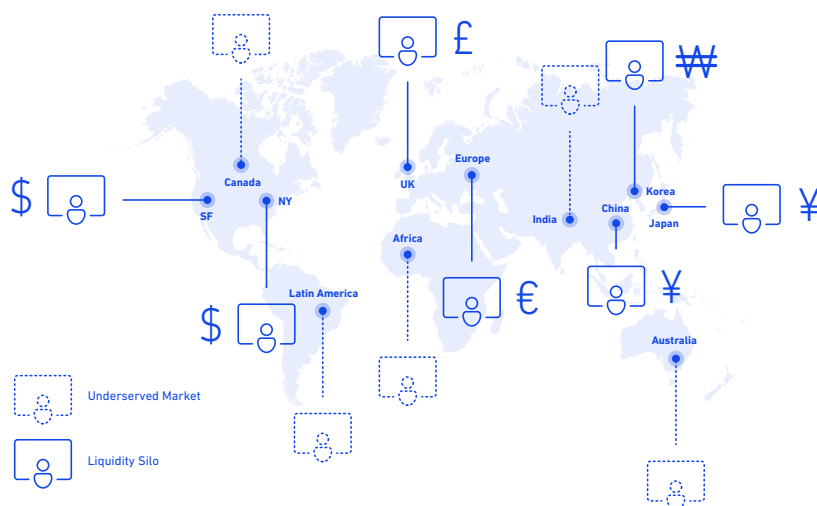 £
₩
Europe
Canada
UK
$
NY
SF
Korea
China
India
Japan
¥
Africa
Latin America
$
€
¥
Australia
Underserved Market
Liquidity Silo